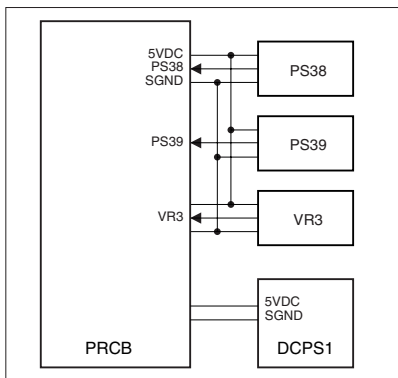 5VDC
PS38
SGND
PS38
PS39
PS39
VR3
VR3
5VDC
SGND
PRCB
DCPS1